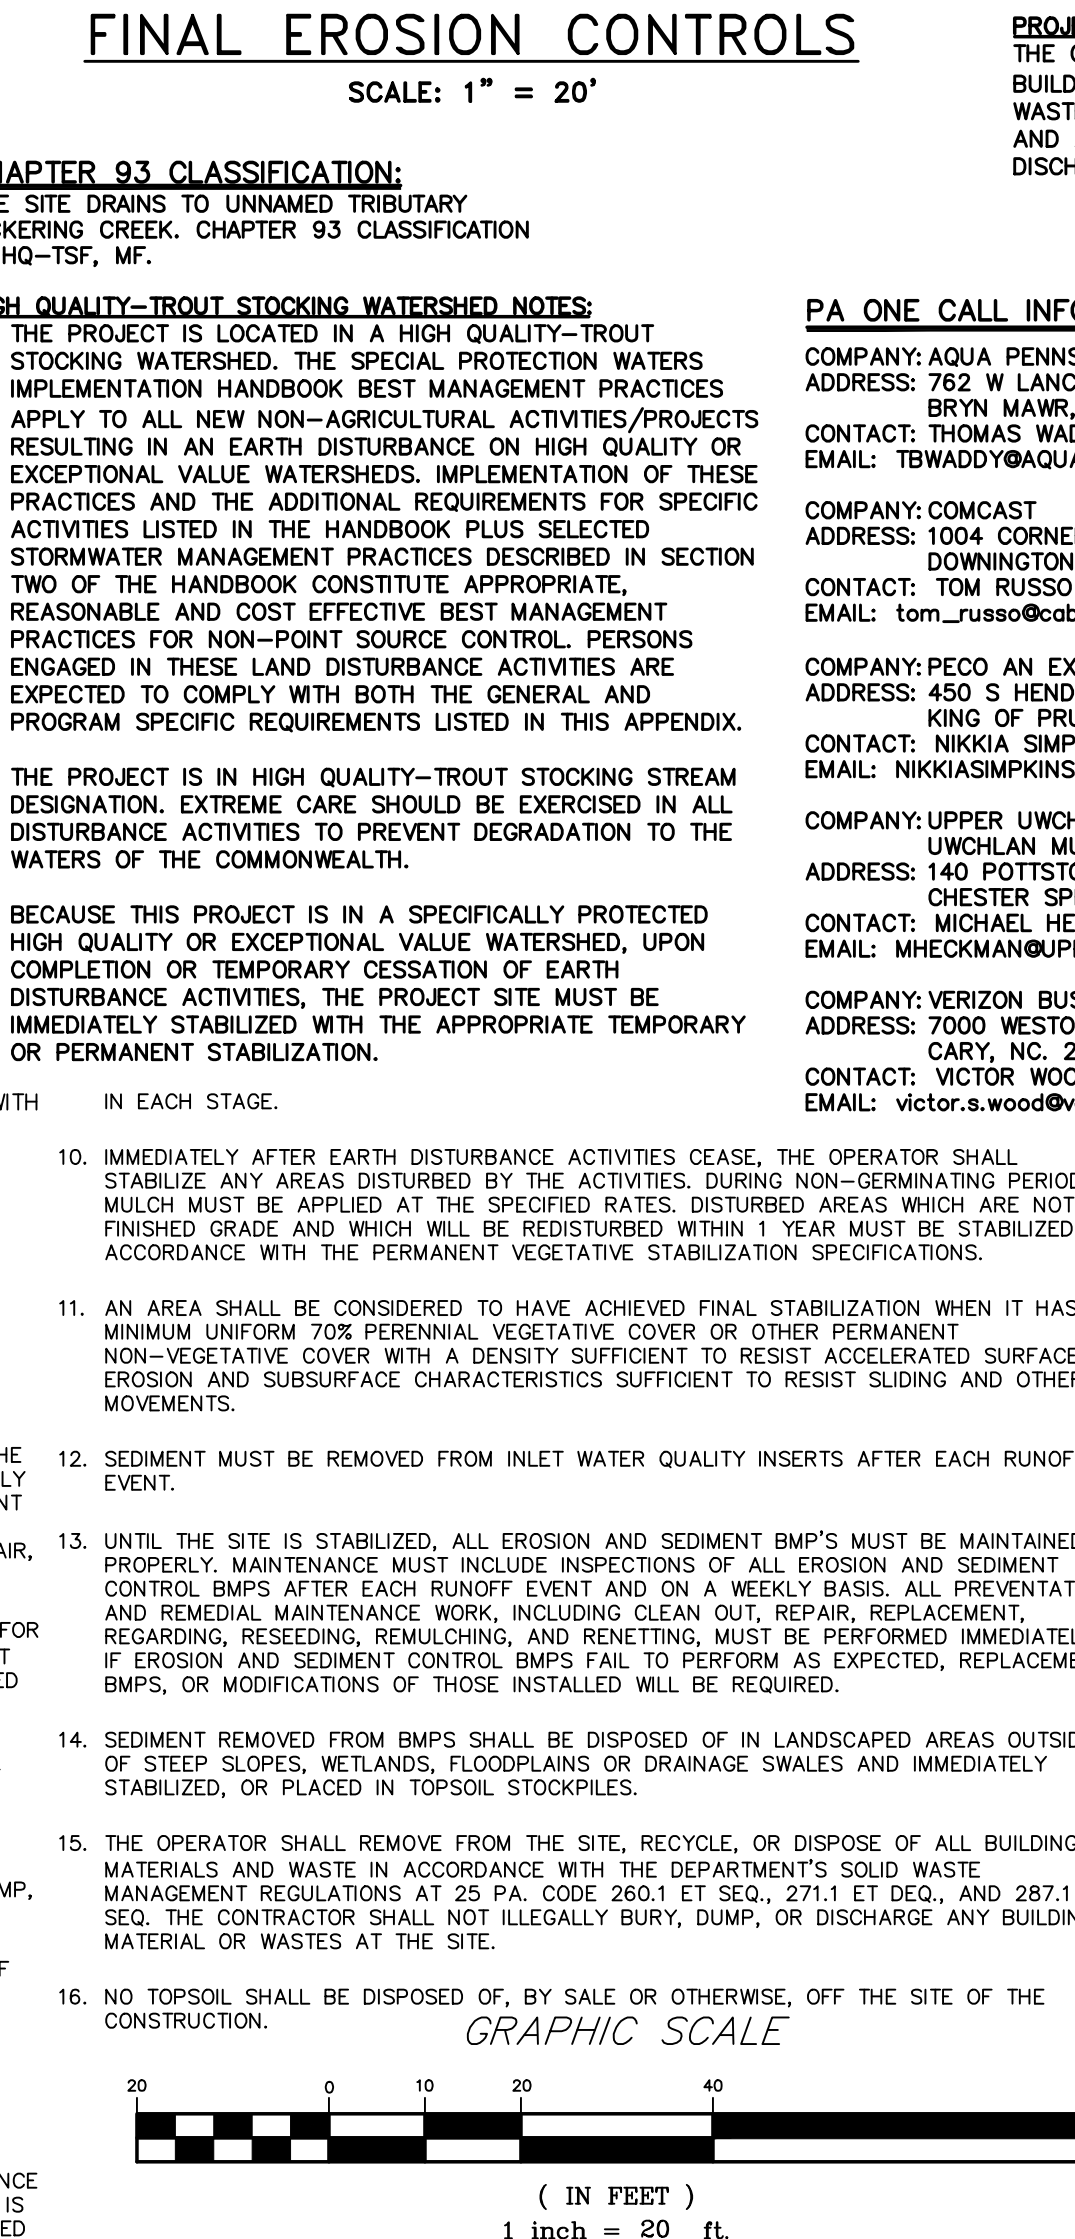 FINAL EROSION CONTROLS
SCALE: 1" = 20'
PROJE
THE
BUILD
WAST
AND
DISCH
HAPTER 93 CLASSIFICATION:
E SITE DRAINS TO UNNAMED TRIBUTARY
CKERING CREEK. CHAPTER 93 CLASSIFICATION
HQ-TSF, MF.
GH QUALITY-TROUT STOCKING WATERSHED NOTES:
THE PROJECT IS LOCATED IN A HIGH QUALITY-TROUT
STOCKING WATERSHED. THE SPECIAL PROTECTION WATERS
IMPLEMENTATION HANDBOOK BEST MANAGEMENT PRACTICES
APPLY TO ALL NEW NON-AGRICULTURAL ACTIVITIES/PROJECTS
RESULTING IN AN EARTH DISTURBANCE ON HIGH QUALITY OR
EXCEPTIONAL VALUE WATERSHEDS. IMPLEMENTATION OF THESE
PRACTICES AND THE ADDITIONAL REQUIREMENTS FOR SPECIFIC
ACTIVITIES LISTED IN THE HANDBOOK PLUS SELECTED
STORMWATER MANAGEMENT PRACTICES DESCRIBED IN SECTION
TWO OF THE HANDBOOK CONSTITUTE APPROPRIATE,
REASONABLE AND COST EFFECTIVE BEST MANAGEMENT
PRACTICES FOR NON-POINT SOURCE CONTROL. PERSONS
ENGAGED IN THESE LAND DISTURBANCE ACTIVITIES ARE
EXPECTED TO COMPLY WITH BOTH THE GENERAL AND
PROGRAM SPECIFIC REQUIREMENTS LISTED IN THIS APPENDIX.
THE PROJECT IS IN HIGH QUALITY-TROUT STOCKING STREAM
DESIGNATION. EXTREME CARE SHOULD BE EXERCISED IN ALL
DISTURBANCE ACTIVITIES TO PREVENT DEGRADATION TO THE
WATERS OF THE COMMONWEALTH.
BECAUSE THIS PROJECT IS IN A SPECIFICALLY PROTECTED
HIGH QUALITY OR EXCEPTIONAL VALUE WATERSHED, UPON
COMPLETION OR TEMPORARY CESSATION OF EARTH
DISTURBANCE ACTIVITIES, THE PROJECT SITE MUST BE
IMMEDIATELY STABILIZED WITH THE APPROPRIATE TEMPORARY
OR PERMANENT STABILIZATION.
PA ONE CALL INFO
COMPANY: AQUA PENNS
ADDRESS: 762 W LANC
BRYN MAWR,
CONTACT: THOMAS WAD
EMAIL: TBWADDY@AQUA
COMPANY: COMCAST
ADDRESS: 1004 CORNE
DOWNINGTON
CONTACT: TOM RUSSO
EMAIL: tom_russo@cab
COMPANY: PECO AN EX
ADDRESS: 450 S HEND
KING OF PRU
CONTACT: NIKKIA SIMP
EMAIL: NIKKIASIMPKINS
COMPANY: UPPER UWCH
UWCHLAN MU
ADDRESS: 140 POTTSTO
CHESTER SPR
CONTACT: MICHAEL HE
EMAIL: MHECKMAN@UPP
COMPANY: VERIZON BUS
ADDRESS: 7000 WESTO
CARY, NC. 2
CONTACT: VICTOR WOO
EMAIL: victor.s.wood@v
WITH
IN EACH STAGE.
10. IMMEDIATELY AFTER EARTH DISTURBANCE ACTIVITIES CEASE, THE OPERATOR SHALL
STABILIZE ANY AREAS DISTURBED BY THE ACTIVITIES. DURING NON-GERMINATING PERIOD
MULCH MUST BE APPLIED AT THE SPECIFIED RATES. DISTURBED AREAS WHICH ARE NOT
FINISHED GRADE AND WHICH WILL BE REDISTURBED WITHIN 1 YEAR MUST BE STABILIZED
ACCORDANCE WITH THE PERMANENT VEGETATIVE STABILIZATION SPECIFICATIONS.
11. AN AREA SHALL BE CONSIDERED TO HAVE ACHIEVED FINAL STABILIZATION WHEN IT HAS
MINIMUM UNIFORM 70% PERENNIAL VEGETATIVE COVER OR OTHER PERMANENT
NON-VEGETATIVE COVER WITH A DENSITY SUFFICIENT TO RESIST ACCELERATED SURFACE
EROSION AND SUBSURFACE CHARACTERISTICS SUFFICIENT TO RESIST SLIDING AND OTHER
MOVEMENTS.
HE
LY
NT
12. SEDIMENT MUST BE REMOVED FROM INLET WATER QUALITY INSERTS AFTER EACH RUNOF
EVENT.
AIR,
13. UNTIL THE SITE IS STABILIZED, ALL EROSION AND SEDIMENT BMP'S MUST BE MAINTAINED
PROPERLY. MAINTENANCE MUST INCLUDE INSPECTIONS OF ALL EROSION AND SEDIMENT
CONTROL BMPS AFTER EACH RUNOFF EVENT AND ON A WEEKLY BASIS. ALL PREVENTAT
AND REMEDIAL MAINTENANCE WORK, INCLUDING CLEAN OUT, REPAIR, REPLACEMENT,
REGARDING, RESEEDING, REMULCHING, AND RENETTING, MUST BE PERFORMED IMMEDIATEL
IF EROSION AND SEDIMENT CONTROL BMPS FAIL TO PERFORM AS EXPECTED, REPLACEME
BMPS, OR MODIFICATIONS OF THOSE INSTALLED WILL BE REQUIRED.
FOR
T
ED
14. SEDIMENT REMOVED FROM BMPS SHALL BE DISPOSED OF IN LANDSCAPED AREAS OUTSID
OF STEEP SLOPES, WETLANDS, FLOODPLAINS OR DRAINAGE SWALES AND IMMEDIATELY
STABILIZED, OR PLACED IN TOPSOIL STOCKPILES.
15. THE OPERATOR SHALL REMOVE FROM THE SITE, RECYCLE, OR DISPOSE OF ALL BUILDING
MATERIALS AND WASTE IN ACCORDANCE WITH THE DEPARTMENT'S SOLID WASTE
MANAGEMENT REGULATIONS AT 25 PA. CODE 260.1 ET SEQ., 271.1 ET DEQ., AND 287.1
SEQ. THE CONTRACTOR SHALL NOT ILLEGALLY BURY, DUMP, OR DISCHARGE ANY BUILDIN
MATERIAL OR WASTES AT THE SITE.
MP,
F
16. NO TOPSOIL SHALL BE DISPOSED OF, BY SALE OR OTHERWISE, OFF THE SITE OF THE
CONSTRUCTION.
GRAPHIC SCALE
20 0 10 20 40
( IN FEET )
1 inch = 20 ft.
NCE
IS
ED